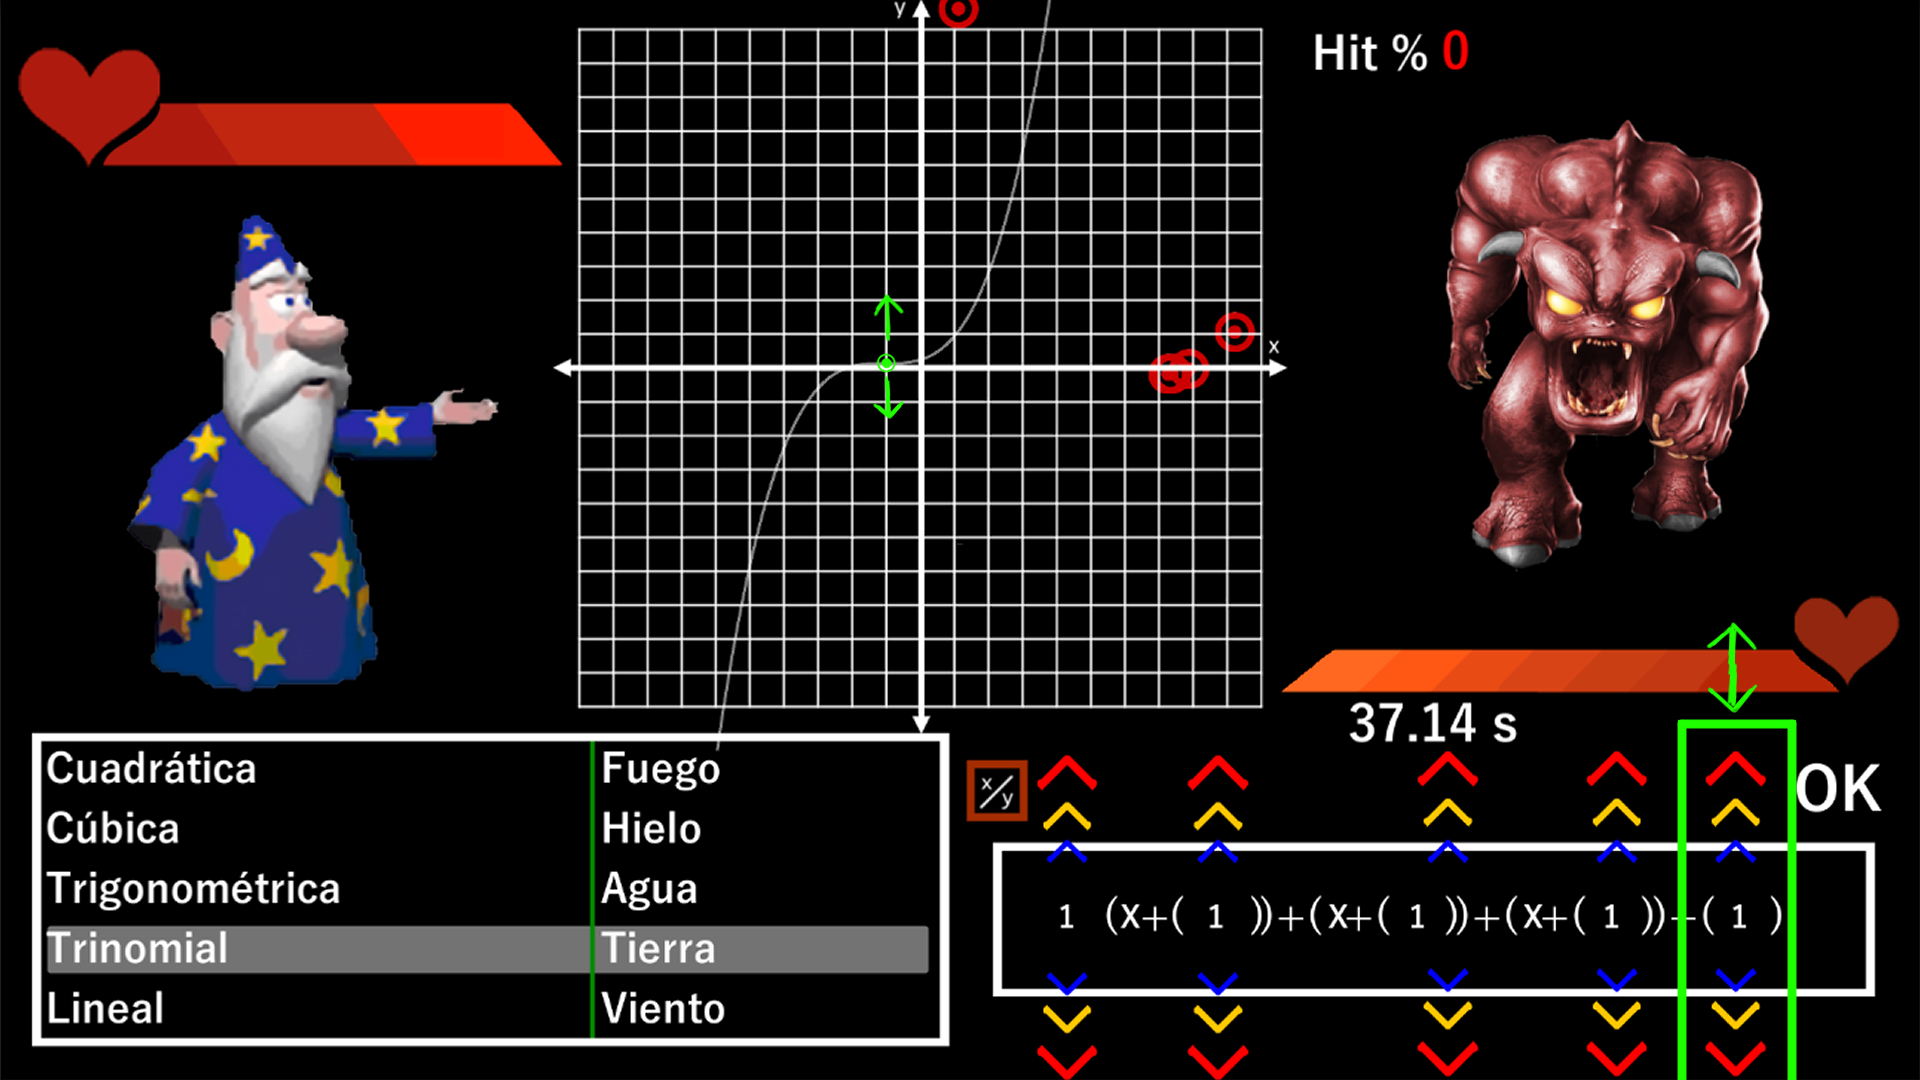 y
Hit % 0
x
37.14 s
Cuadrática Fuego
Cúbica Hielo
Trigonométrica Agua
Trinomial Tierra
Lineal Viento
x/y
OK
1 (X+( 1 ))+(X+( 1 ))+(X+( 1 ))+( 1 )